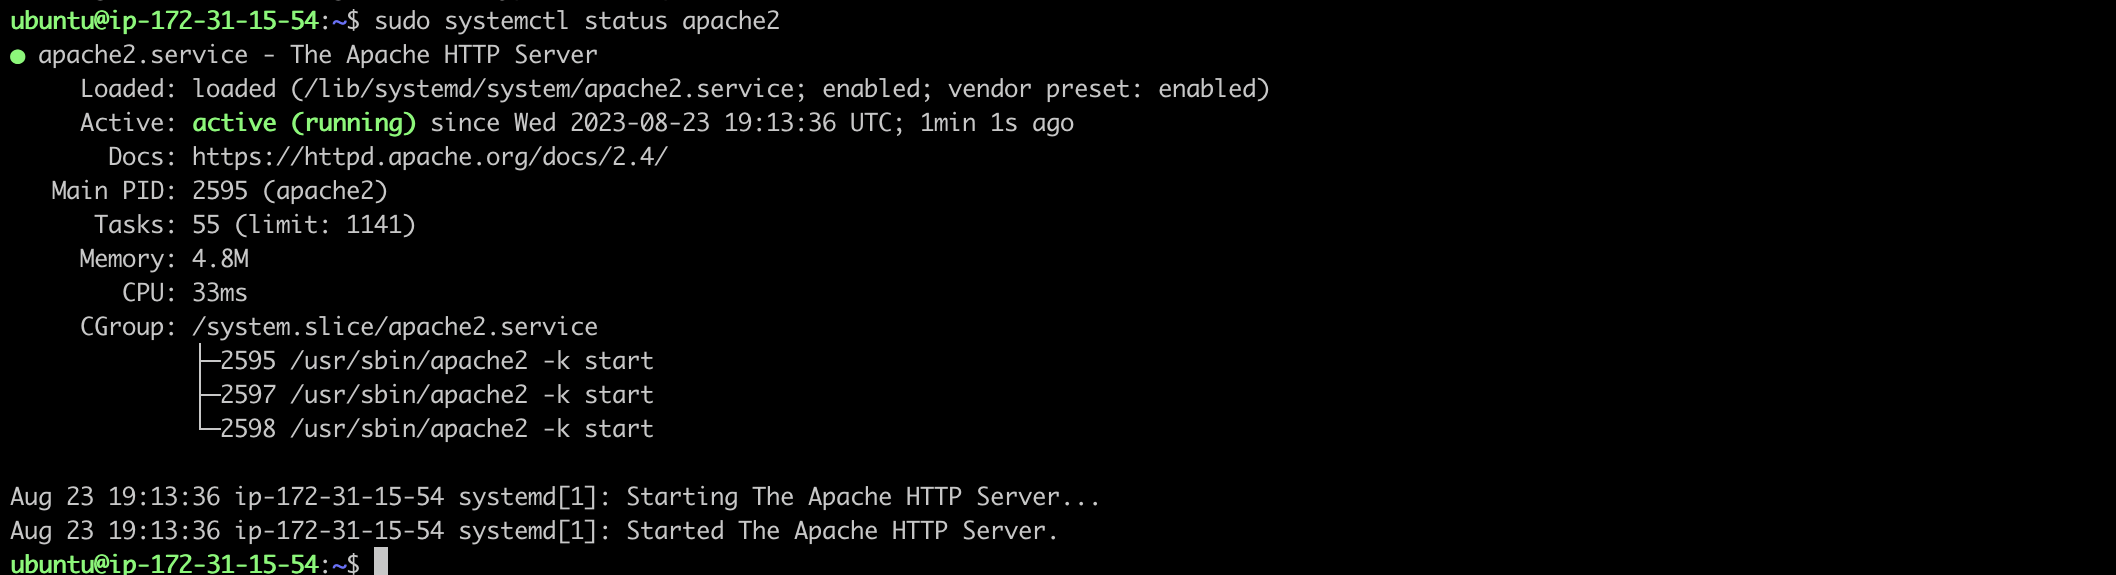 ubuntu@ip-172-31-15-54:~$ sudo systemctl status apache2
● apache2.service - The Apache HTTP Server
     Loaded: loaded (/lib/systemd/system/apache2.service; enabled; vendor preset: enabled)
     Active: active (running) since Wed 2023-08-23 19:13:36 UTC; 1min 1s ago
       Docs: https://httpd.apache.org/docs/2.4/
   Main PID: 2595 (apache2)
      Tasks: 55 (limit: 1141)
     Memory: 4.8M
        CPU: 33ms
     CGroup: /system.slice/apache2.service
             ├─2595 /usr/sbin/apache2 -k start
             ├─2597 /usr/sbin/apache2 -k start
             └─2598 /usr/sbin/apache2 -k start

Aug 23 19:13:36 ip-172-31-15-54 systemd[1]: Starting The Apache HTTP Server...
Aug 23 19:13:36 ip-172-31-15-54 systemd[1]: Started The Apache HTTP Server.
ubuntu@ip-172-31-15-54:~$